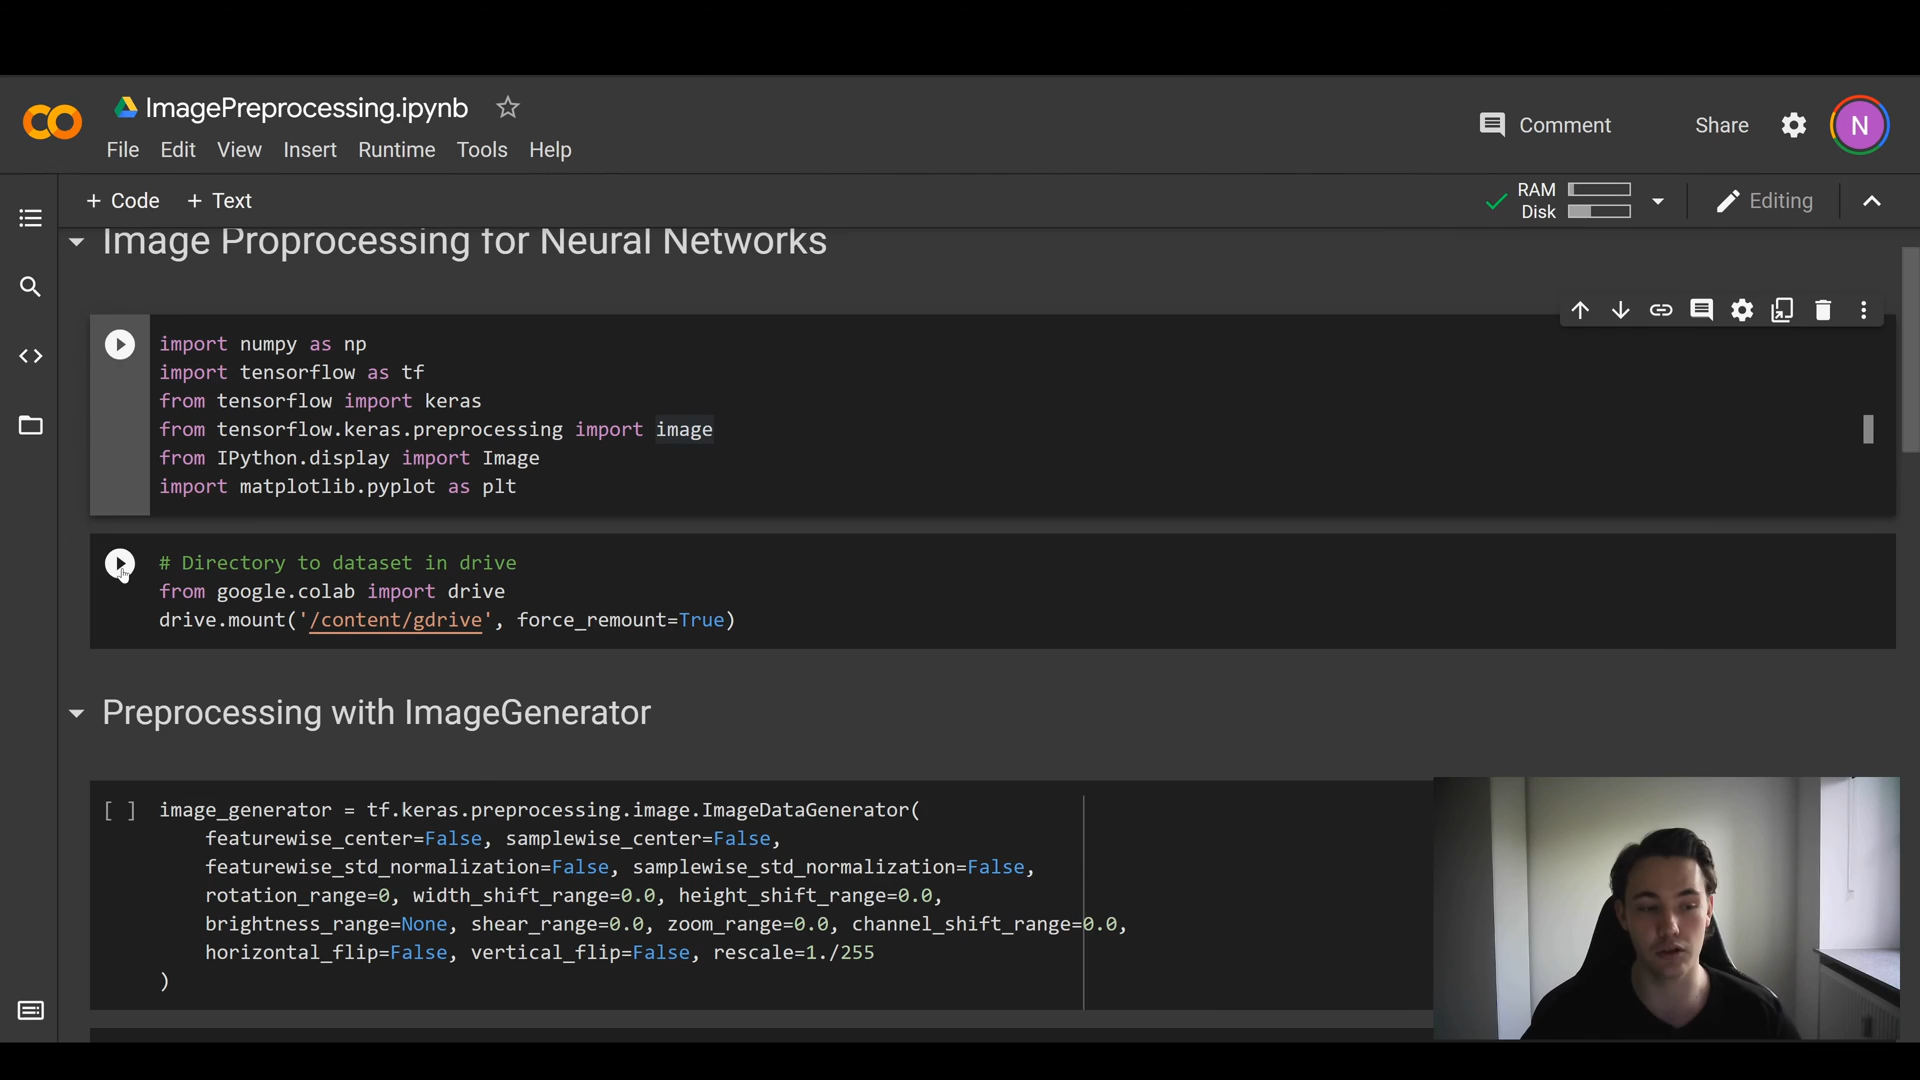 ImagePreprocessing.ipynb
Comment
Share
N
File Edit View Insert Runtime Tools Help
+ Code + Text
RAM
Disk
Editing
Image Proprocessing for Neural Networks
import numpy as np
import tensorflow as tf
from tensorflow import keras
from tensorflow.keras.preprocessing import image
from IPython.display import Image
import matplotlib.pyplot as plt
# Directory to dataset in drive
from google.colab import drive
drive.mount('/content/gdrive', force_remount=True)
Preprocessing with ImageGenerator
[ ] image_generator = tf.keras.preprocessing.image.ImageDataGenerator(
featurewise_center=False, samplewise_center=False,
featurewise_std_normalization=False, samplewise_std_normalization=False,
rotation_range=0, width_shift_range=0.0, height_shift_range=0.0,
brightness_range=None, shear_range=0.0, zoom_range=0.0, channel_shift_range=0.0,
horizontal_flip=False, vertical_flip=False, rescale=1./255
)